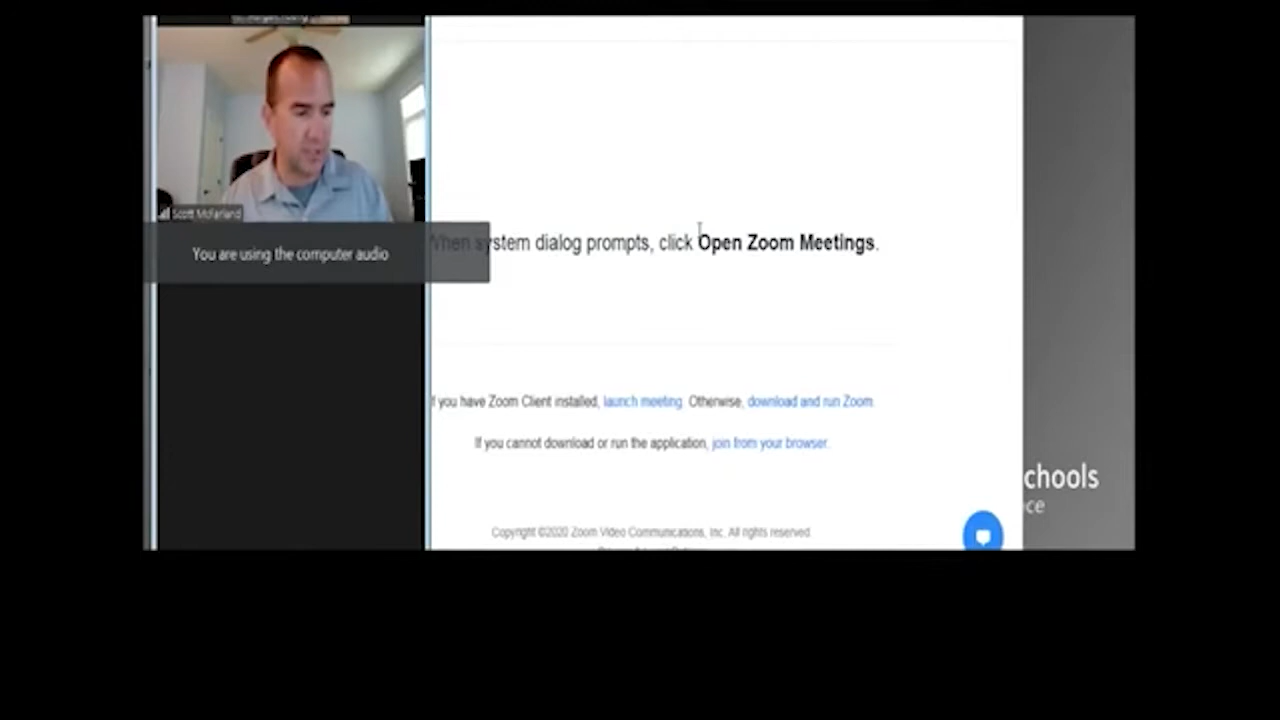 Scott McFarland
You are using the computer audio
When system dialog prompts, click Open Zoom Meetings.
If you have Zoom Client installed, launch meeting. Otherwise, download and run Zoom.
If you cannot download or run the application, join from your browser.
Copyright ©2020 Zoom Video Communications, Inc. All rights reserved.
chools
ce